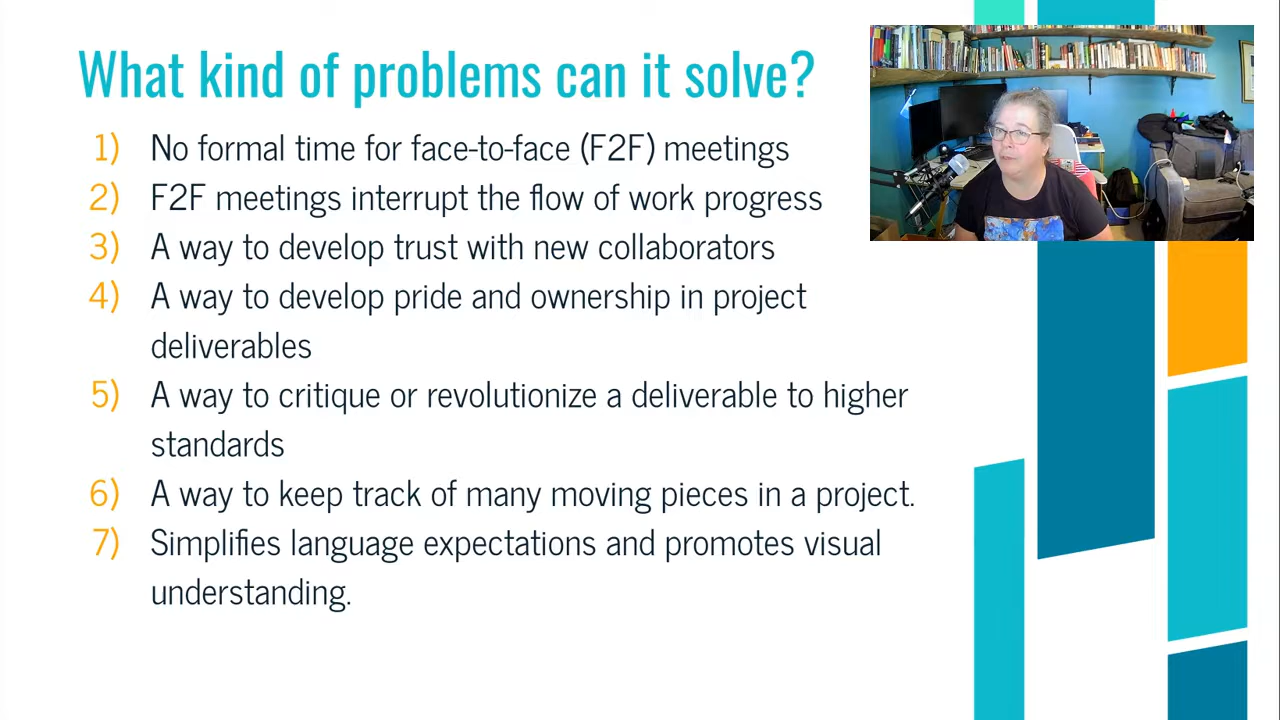 What kind of problems can it solve?
1) No formal time for face-to-face (F2F) meetings
2) F2F meetings interrupt the flow of work progress
3) A way to develop trust with new collaborators
4) A way to develop pride and ownership in project
deliverables
5) A way to critique or revolutionize a deliverable to higher
standards
6) A way to keep track of many moving pieces in a project.
7) Simplifies language expectations and promotes visual
understanding.